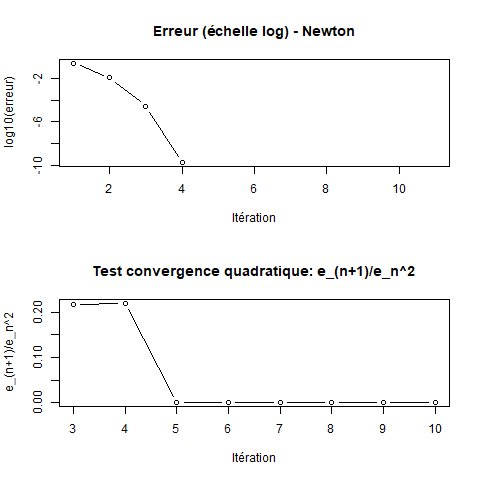 Erreur (échelle log) - Newton
log10(erreur)
-2
-6
-10
2 4 6 8 10
Itération
Test convergence quadratique: e_(n+1)/e_n^2
e_(n+1)/e_n^2
0.20
0.10
0.00
3 4 5 6 7 8 9 10
Itération